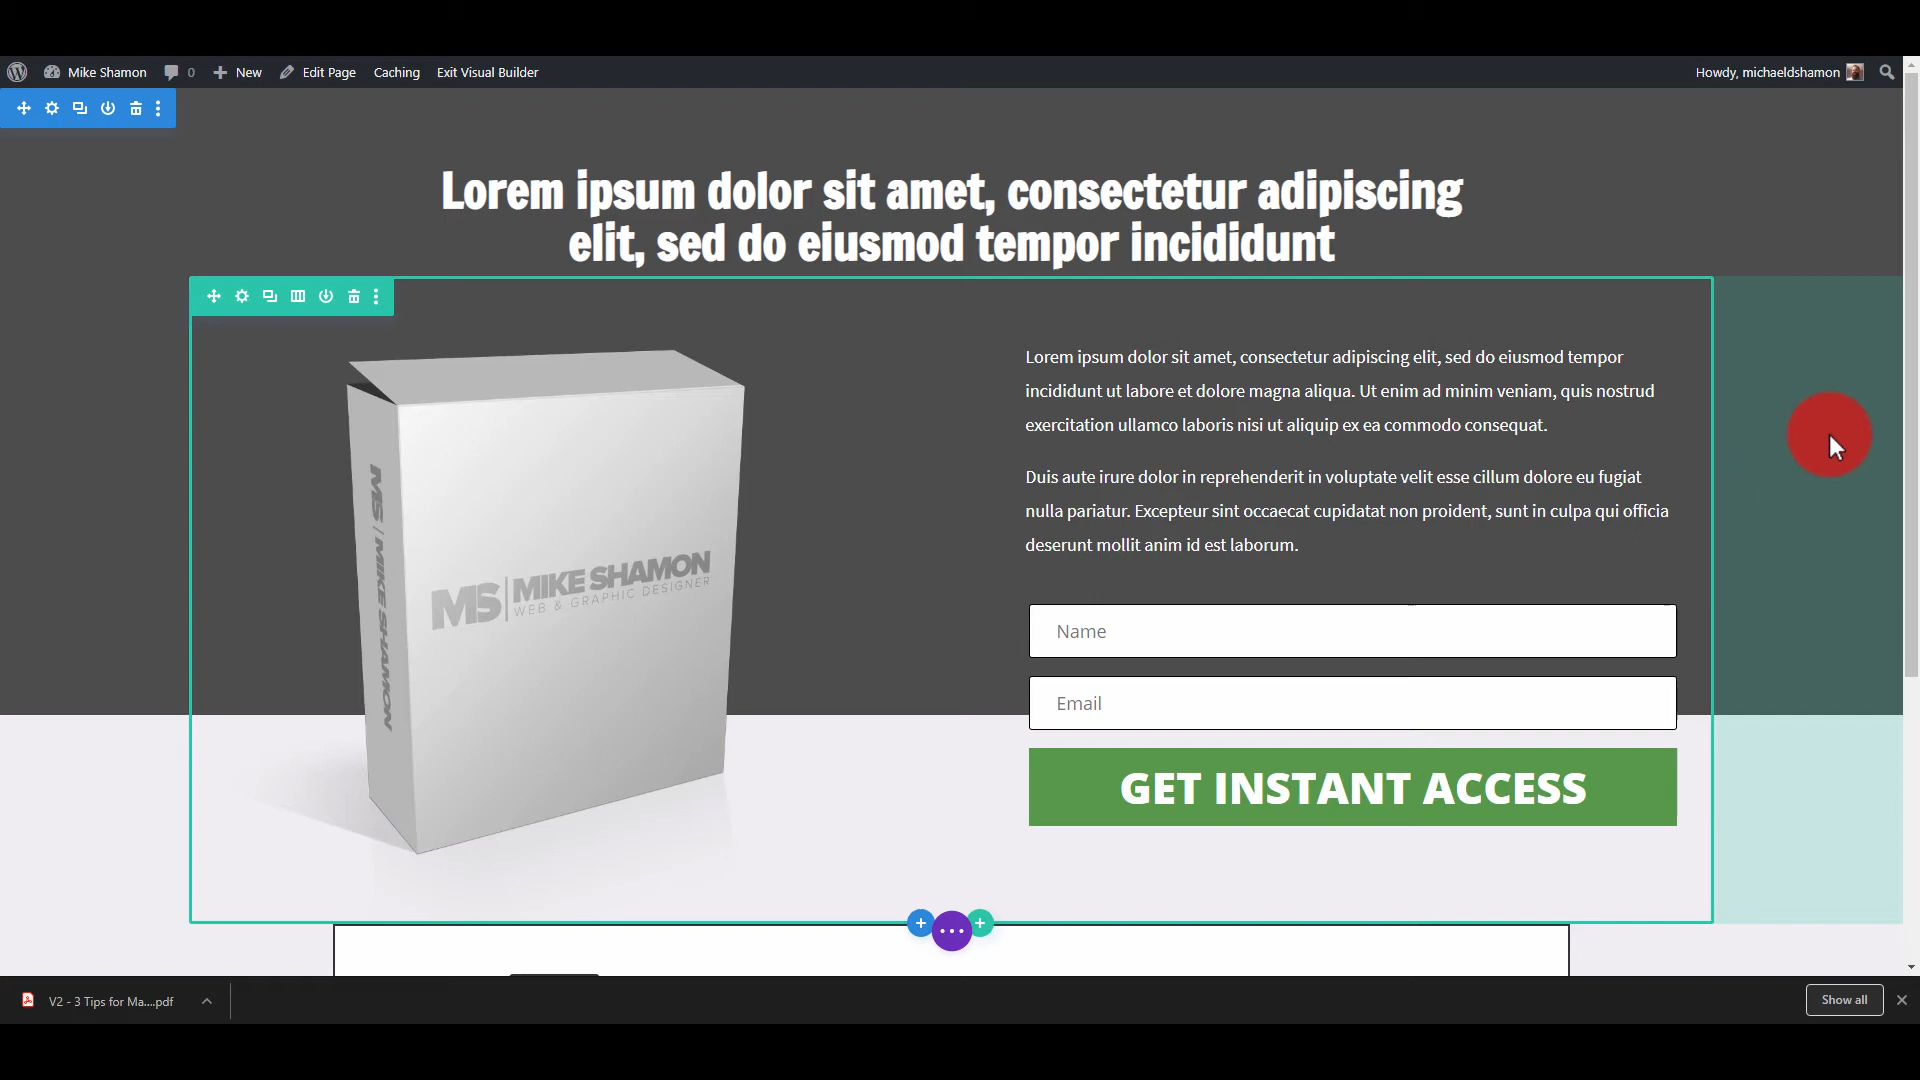 Mike Shamon 0 New Edit Page Caching Exit Visual Builder Howdy, michaeldshamon
Lorem ipsum dolor sit amet, consectetur adipiscing
elit, sed do eiusmod tempor incididunt
Lorem ipsum dolor sit amet, consectetur adipiscing elit, sed do eiusmod tempor
incididunt ut labore et dolore magna aliqua. Ut enim ad minim veniam, quis nostrud
exercitation ullamco laboris nisi ut aliquip ex ea commodo consequat.
Duis aute irure dolor in reprehenderit in voluptate velit esse cillum dolore eu fugiat
nulla pariatur. Excepteur sint occaecat cupidatat non proident, sunt in culpa qui officia
deserunt mollit anim id est laborum.
MS | MIKE SHAMON
MS | MIKE SHAMON
WEB & GRAPHIC DESIGNER
Name
Email
GET INSTANT ACCESS
V2 - 3 Tips for Ma....pdf
Show all